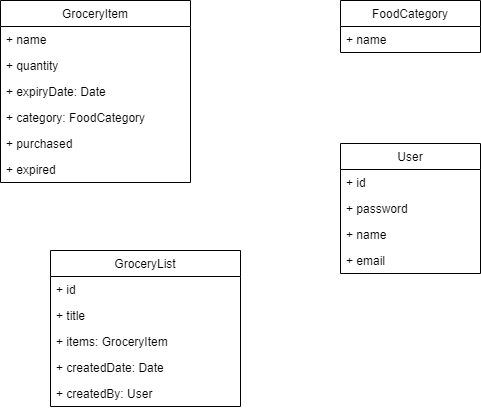 GroceryItem
+ name
+ quantity
+ expiryDate: Date
+ category: FoodCategory
+ purchased
+ expired
FoodCategory
+ name
User
+ id
+ password
+ name
+ email
GroceryList
+ id
+ title
+ items: GroceryItem
+ createdDate: Date
+ createdBy: User